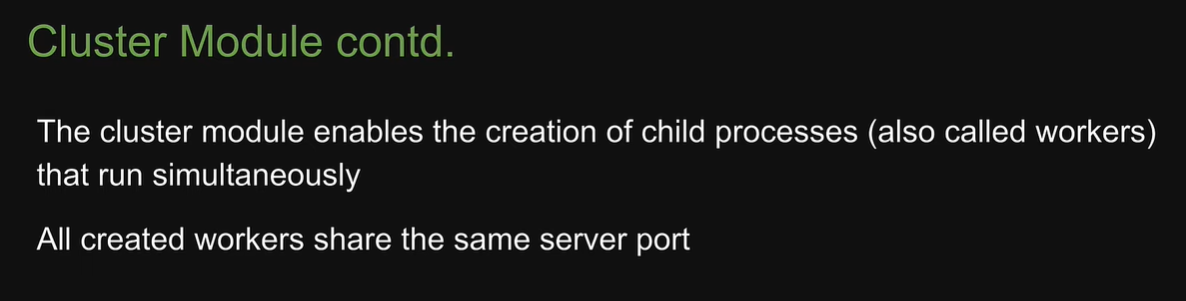 Cluster Module contd.
The cluster module enables the creation of child processes (also called workers)
that run simultaneously
All created workers share the same server port